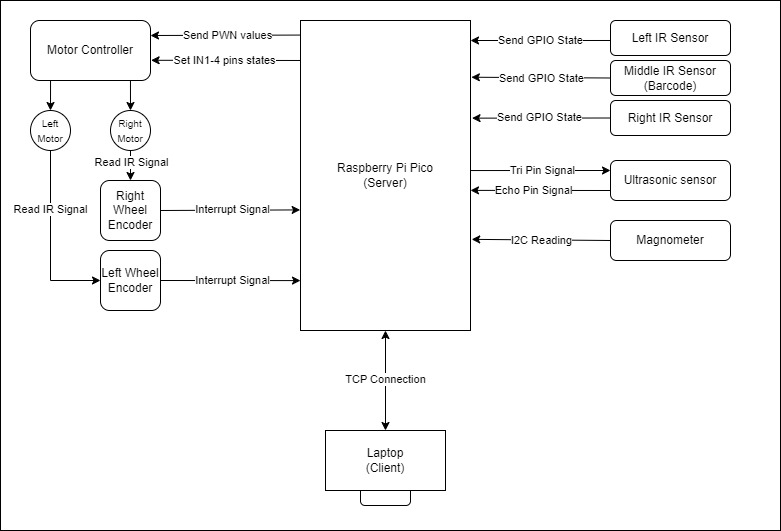 Motor Controller
Send PWN values
Set IN1-4 pins states
Left
Motor
Right
Motor
Read IR Signal
Right
Wheel
Encoder
Read IR Signal
Interrupt Signal
Left Wheel
Encoder
Interrupt Signal
Raspberry Pi Pico
(Server)
Send GPIO State
Left IR Sensor
Send GPIO State
Middle IR Sensor
(Barcode)
Send GPIO State
Right IR Sensor
Tri Pin Signal
Echo Pin Signal
Ultrasonic sensor
I2C Reading
Magnometer
TCP Connection
Laptop
(Client)